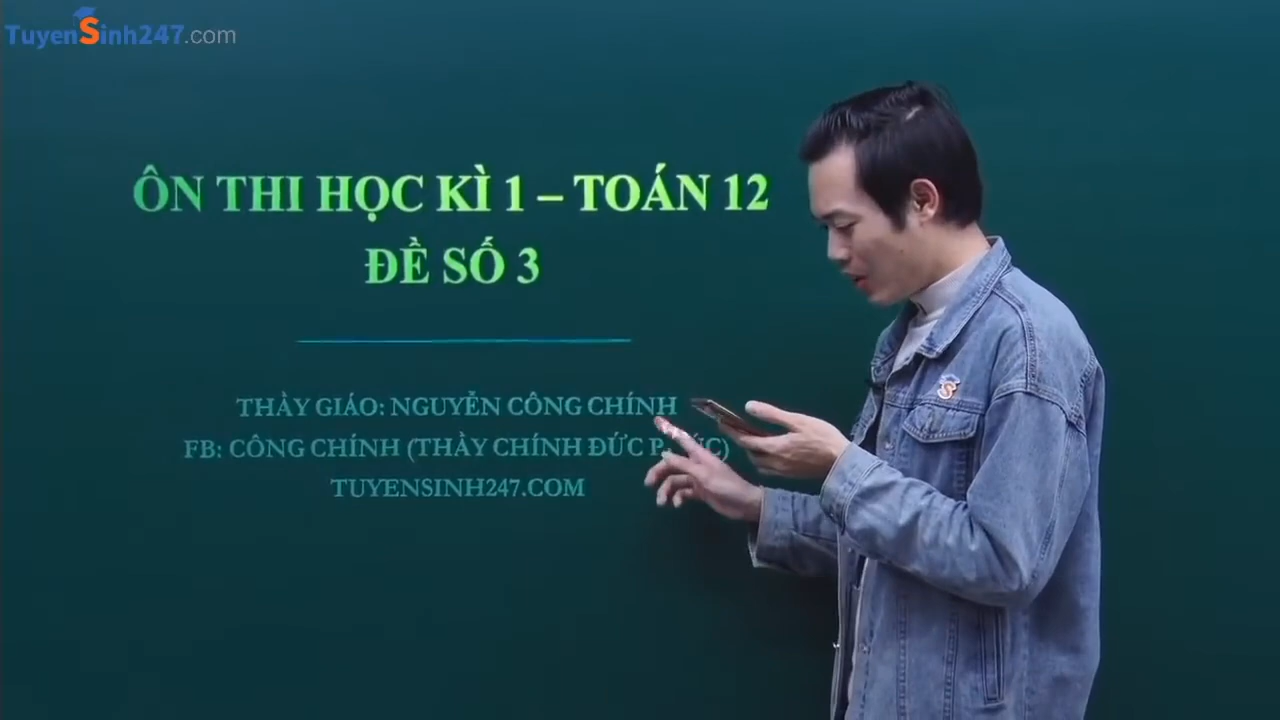 TuyenSinh247.com
ÔN THI HỌC KÌ 1 – TOÁN 12
ĐỀ SỐ 3
THẦY GIÁO: NGUYỄN CÔNG CHÍNH
FB: CÔNG CHÍNH (THẦY CHÍNH ĐỨC
TUYENSINH247.COM